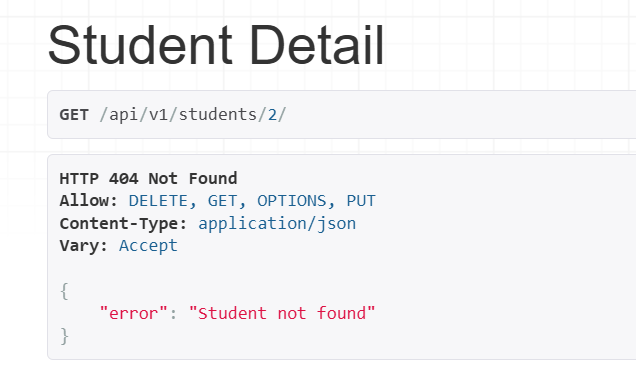 Student Detail
GET /api/v1/students/2/
HTTP 404 Not Found
Allow: DELETE, GET, OPTIONS, PUT
Content-Type: application/json
Vary: Accept
{
    "error": "Student not found"
}